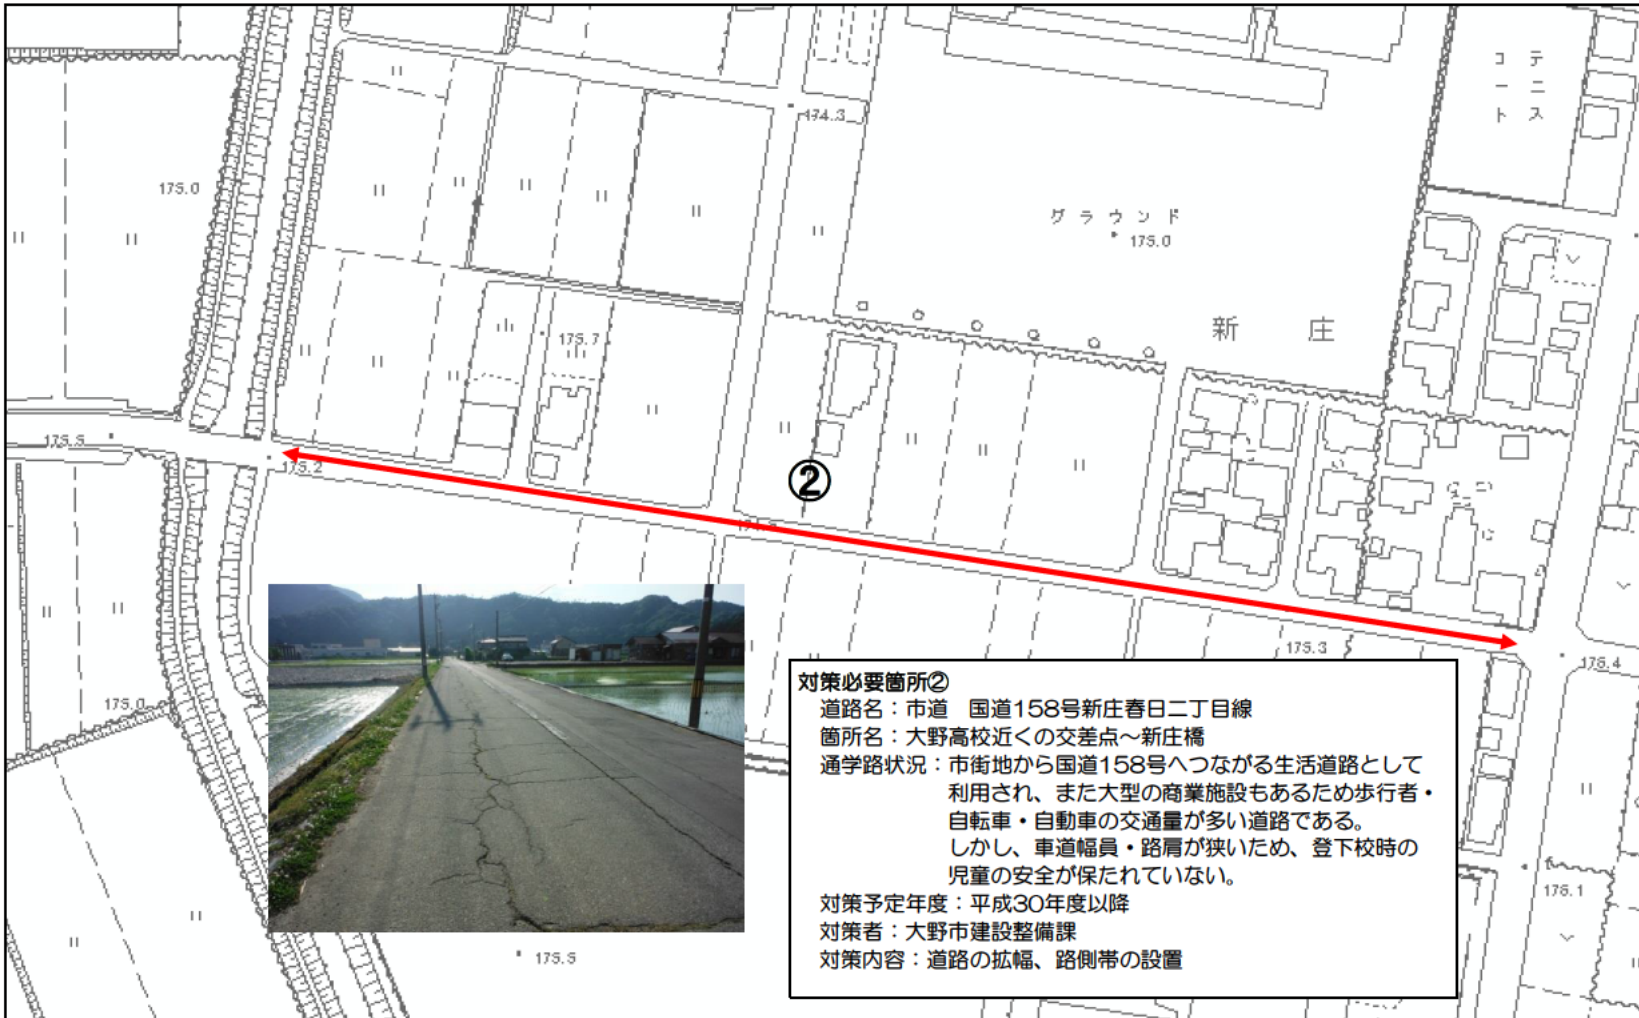 テニス
コート
174.3
175.0
グラウンド
175.0
新庄
175.7
175.5
175.2
②
175.3
175.4
175.0
175.1
175.5
対策必要箇所②
道路名：市道　国道158号新庄春日二丁目線
箇所名：大野高校近くの交差点～新庄橋
通学路状況：市街地から国道158号へつながる生活道路として
利用され、また大型の商業施設もあるため歩行者・
自転車・自動車の交通量が多い道路である。
しかし、車道幅員・路肩が狭いため、登下校時の
児童の安全が保たれていない。
対策予定年度：平成30年度以降
対策者：大野市建設整備課
対策内容：道路の拡幅、路側帯の設置